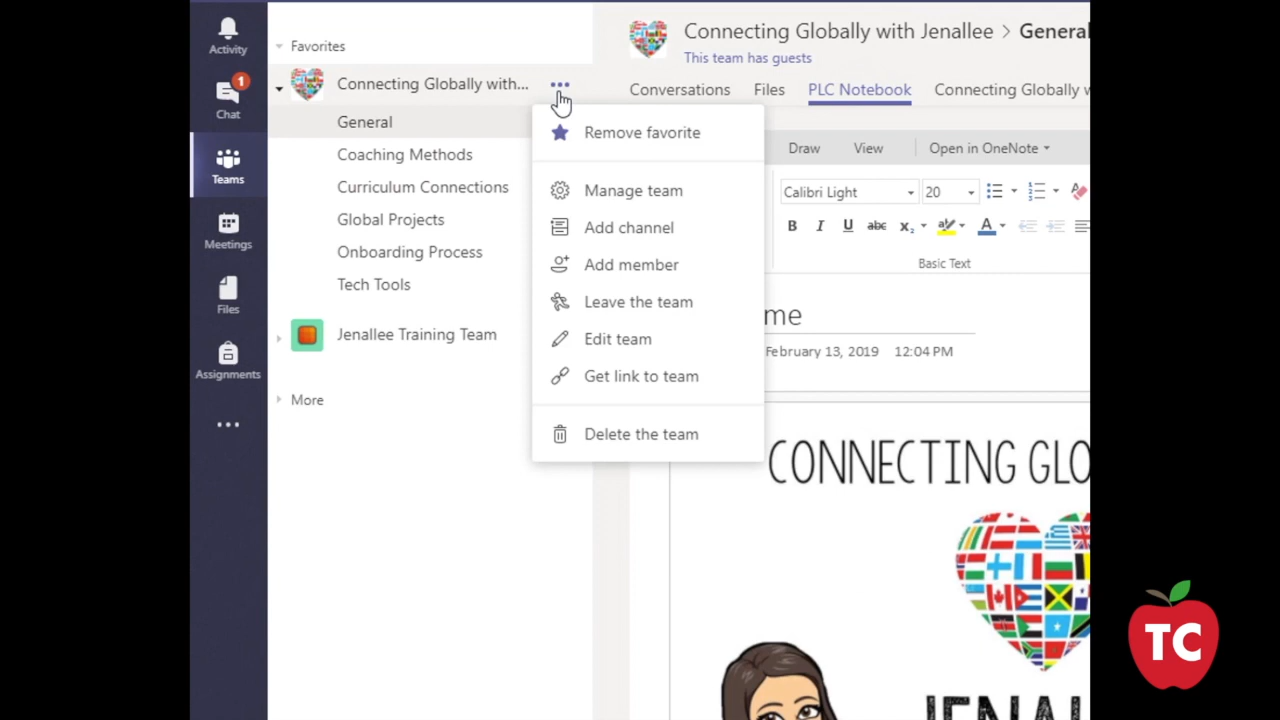 Activity
1
Chat
Teams
Meetings
Files
Assignments
Favorites
Connecting Globally with...
General
Coaching Methods
Curriculum Connections
Global Projects
Onboarding Process
Tech Tools
Jenallee Training Team
More
Remove favorite
Manage team
Add channel
Add member
Leave the team
Edit team
Get link to team
Delete the team
Connecting Globally with Jenallee > General
This team has guests
Conversations Files PLC Notebook Connecting Globally w
Draw View Open in OneNote
Calibri Light 20
B I U abc x₂ ab A
Basic Text
me
February 13, 2019 12:04 PM
CONNECTING GLO
JENAL
TC